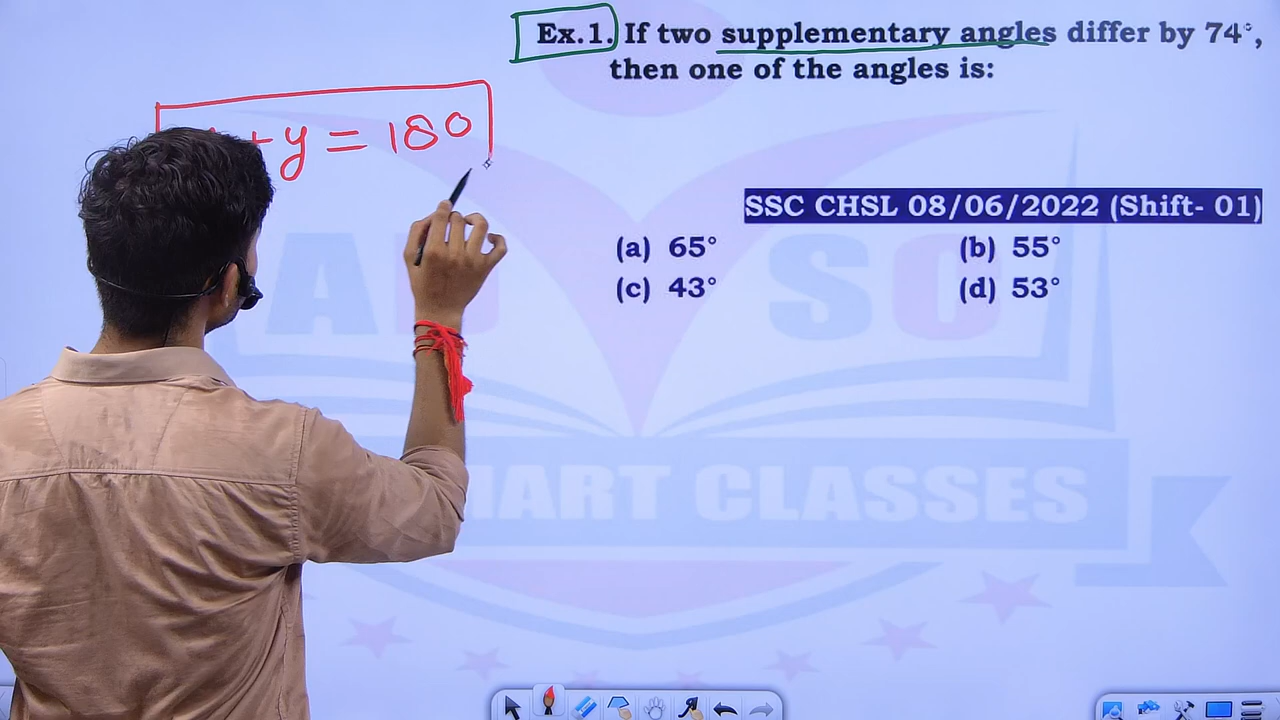 Ex.1. If two supplementary angles differ by 74°,
then one of the angles is:
+y = 180
SSC CHSL 08/06/2022 (Shift- 01)
(a) 65° (b) 55°
(c) 43° (d) 53°
SC
CLASSES